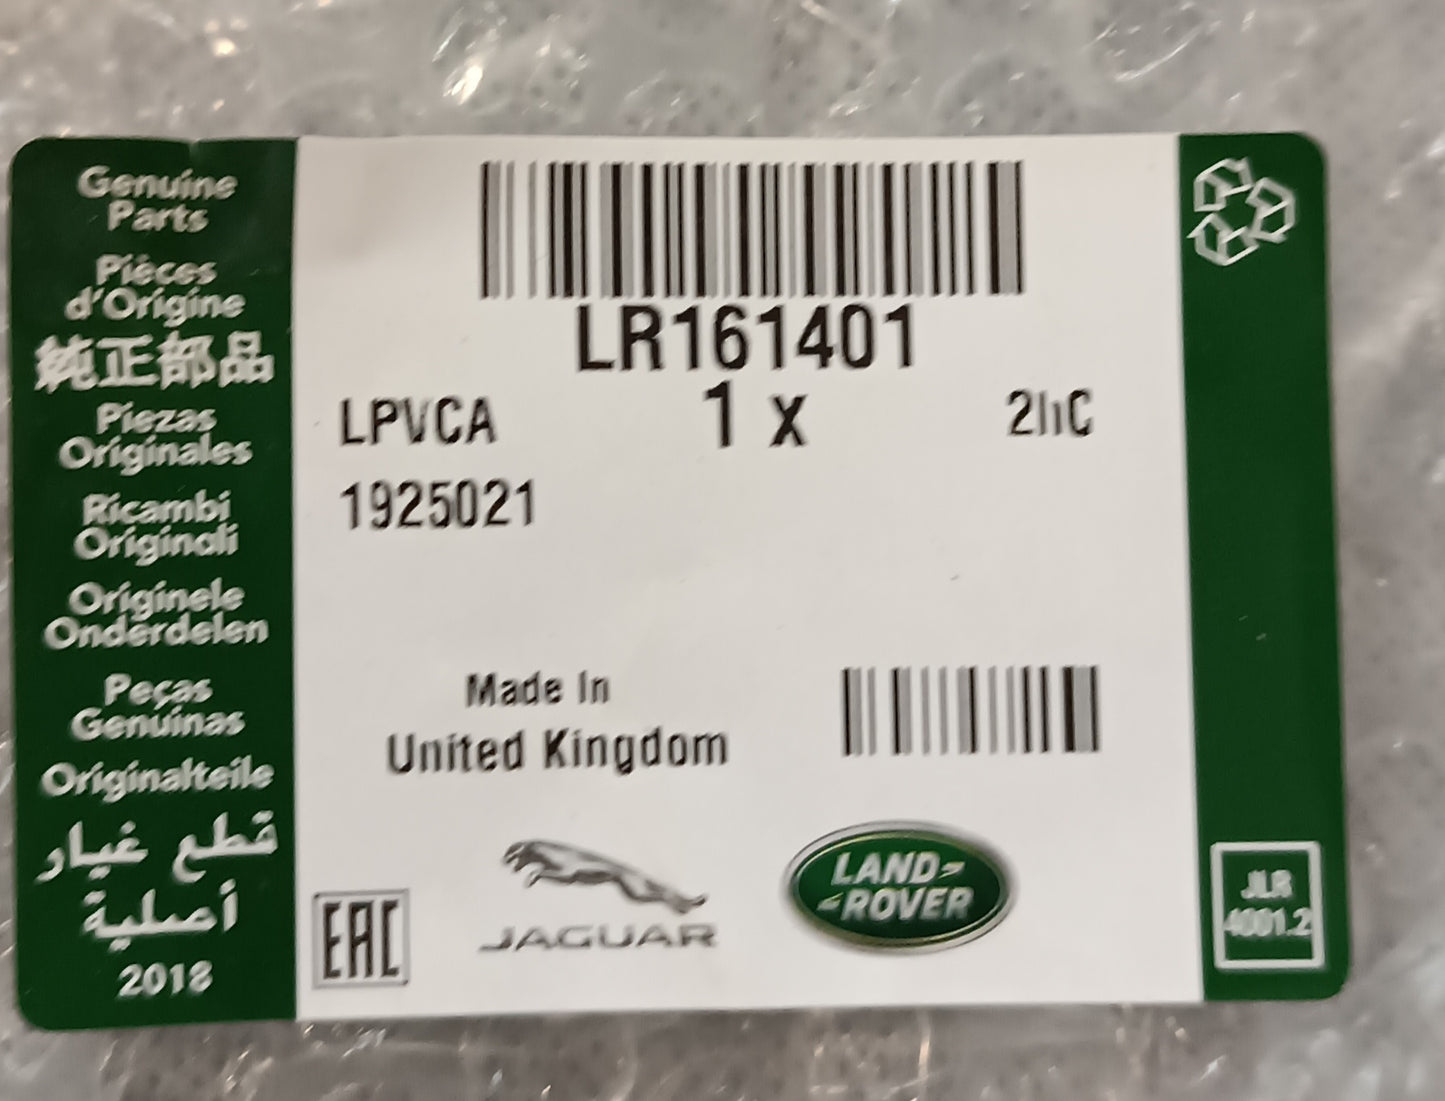 Genuine
Parts
Pièces
d'Origine
純正部品
Piezas
Originales
Ricambi
Originali
Originele
Onderdelen
Peças
Genuínas
Originalteile
قطع غيار
أصلية
2018
LR161401
LPVCA
1 x
1925021
Made In
United Kingdom
EAC
JAGUAR
LAND-
-ROVER
JLR
4001.2